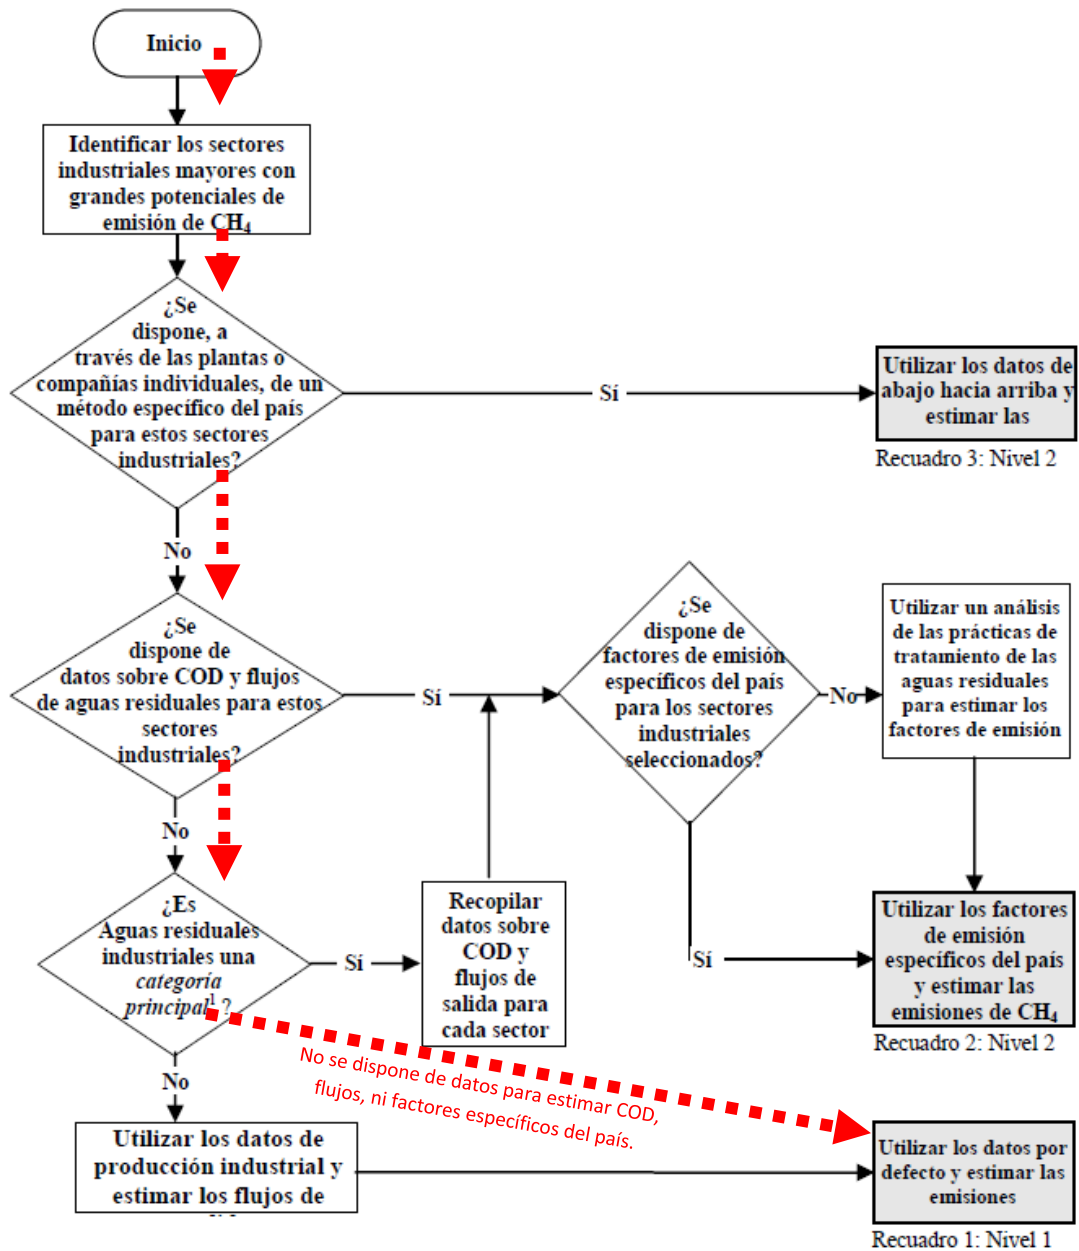 Inicio
Identificar los sectores
industriales mayores con
grandes potenciales de
emisión de CH₄
¿Se
dispone, a
través de las plantas o
compañías individuales, de un
método específico del país
para estos sectores
industriales?
Sí
Utilizar los datos de
abajo hacia arriba y
estimar las
Recuadro 3: Nivel 2
No
¿Se
dispone de
datos sobre COD y flujos
de aguas residuales para estos
sectores
industriales?
Sí
¿Se
dispone de
factores de emisión
específicos del país
para los sectores
industriales
seleccionados?
No
Utilizar un análisis
de las prácticas de
tratamiento de las
aguas residuales
para estimar los
factores de emisión
No
¿Es
Aguas residuales
industriales una
categoría
principal¹ ?
Sí
Recopilar
datos sobre
COD y
flujos de
salida para
cada sector
Sí
Utilizar los factores
de emisión
específicos del país
y estimar las
emisiones de CH₄
Recuadro 2: Nivel 2
No se dispone de datos para estimar COD,
flujos, ni factores específicos del país.
No
Utilizar los datos de
producción industrial y
estimar los flujos de
Utilizar los datos por
defecto y estimar las
emisiones
Recuadro 1: Nivel 1